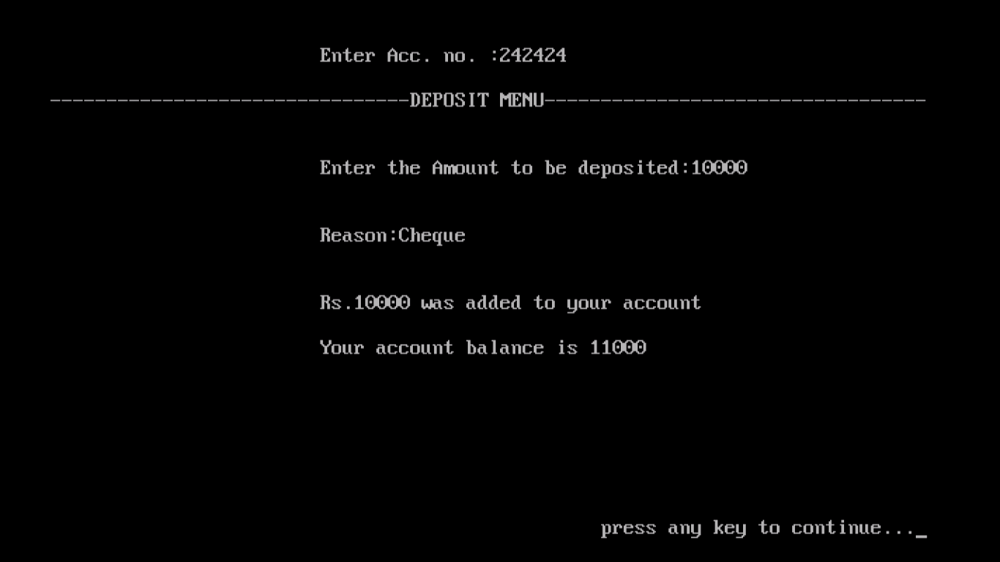 Enter Acc. no. :242424
--------------------------------DEPOSIT MENU----------------------------------
Enter the Amount to be deposited:10000
Reason:Cheque
Rs.10000 was added to your account
Your account balance is 11000
press any key to continue..._